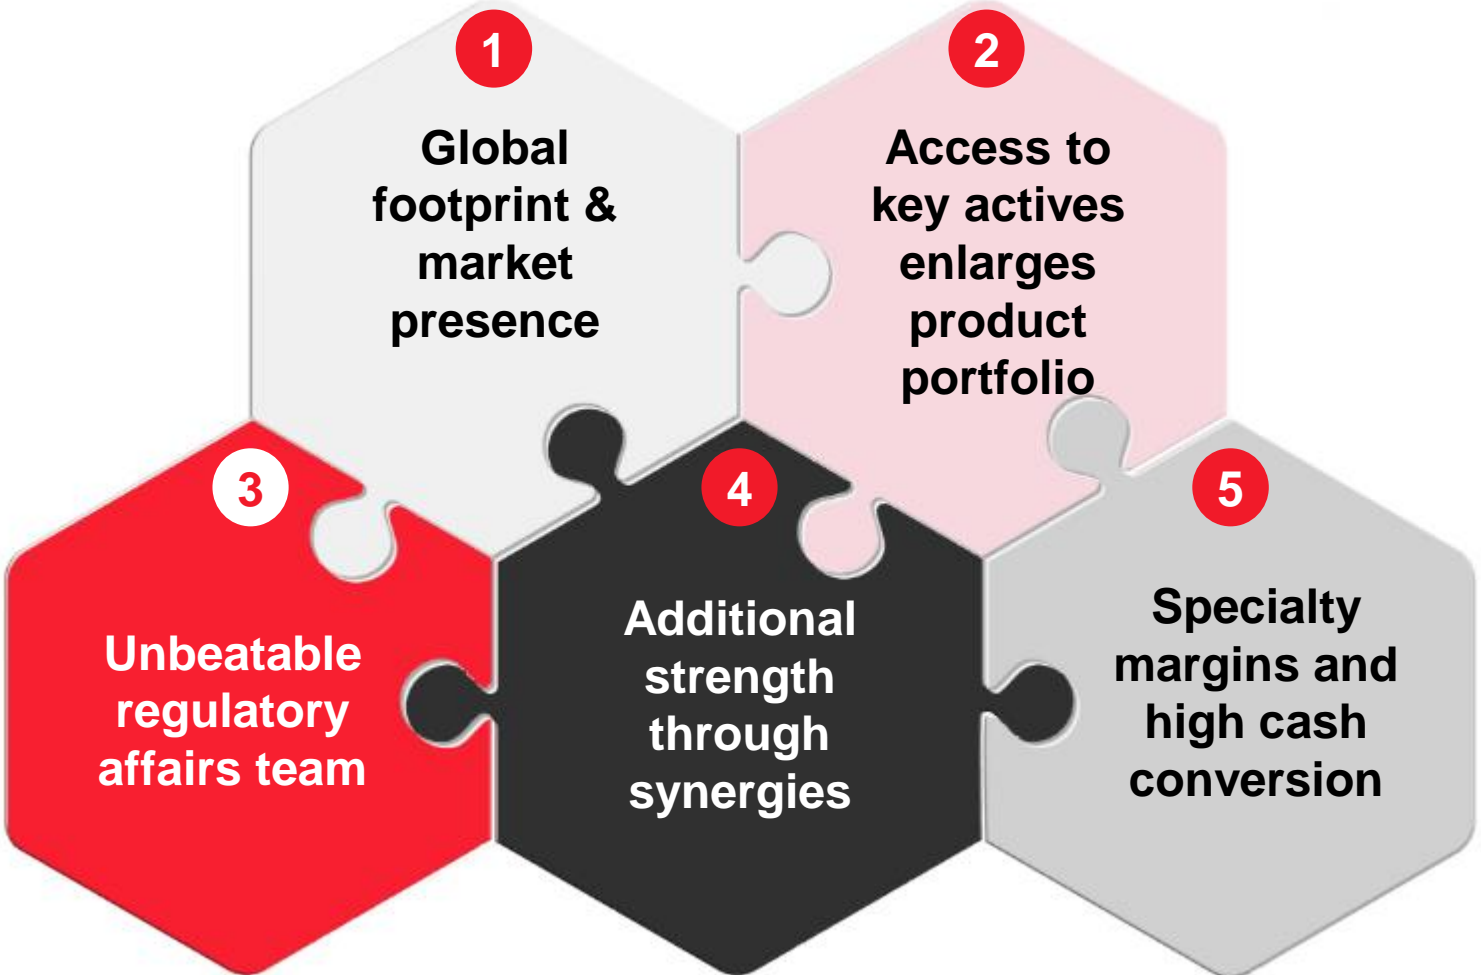 1
Global
footprint &
market
presence
2
Access to
key actives
enlarges
product
portfolio
3
Unbeatable
regulatory
affairs team
4
Additional
strength
through
synergies
5
Specialty
margins and
high cash
conversion